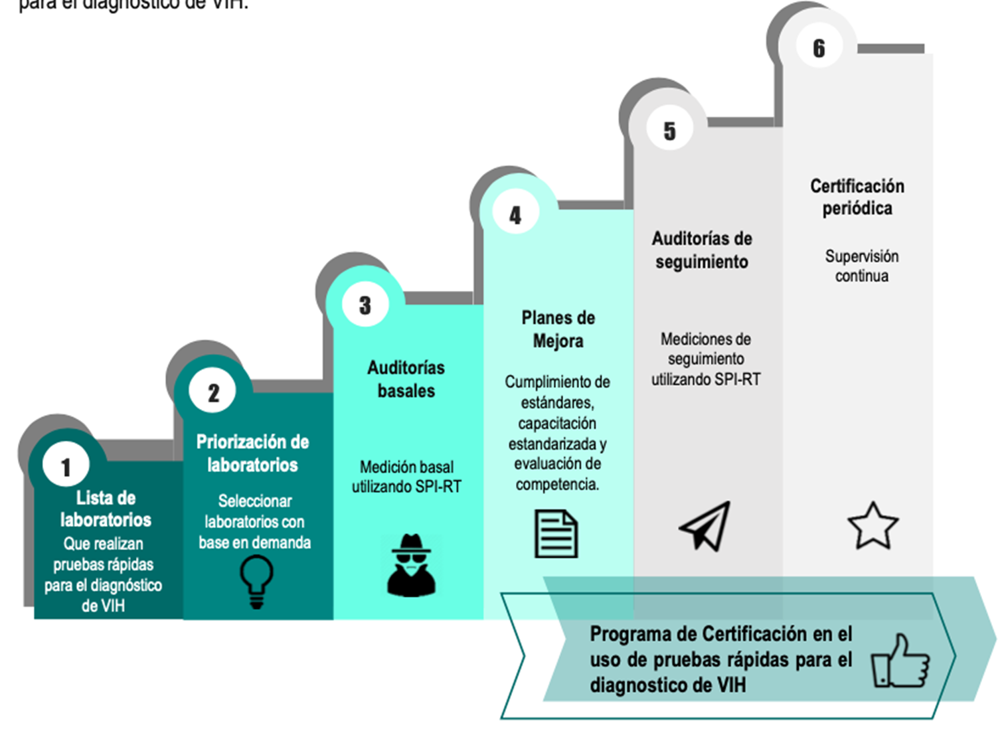 para el diagnóstico de VIH.
1
Lista de
laboratorios
Que realizan
pruebas rápidas
para el diagnóstico
de VIH
2
Priorización de
laboratorios
Seleccionar
laboratorios con
base en demanda
3
Auditorías
basales
Medición basal
utilizando SPI-RT
4
Planes de
Mejora
Cumplimiento de
estándares,
capacitación
estandarizada y
evaluación de
competencia.
5
Auditorías de
seguimiento
Mediciones de
seguimiento
utilizando SPI-RT
6
Certificación
periódica
Supervisión
continua
Programa de Certificación en el
uso de pruebas rápidas para el
diagnostico de VIH